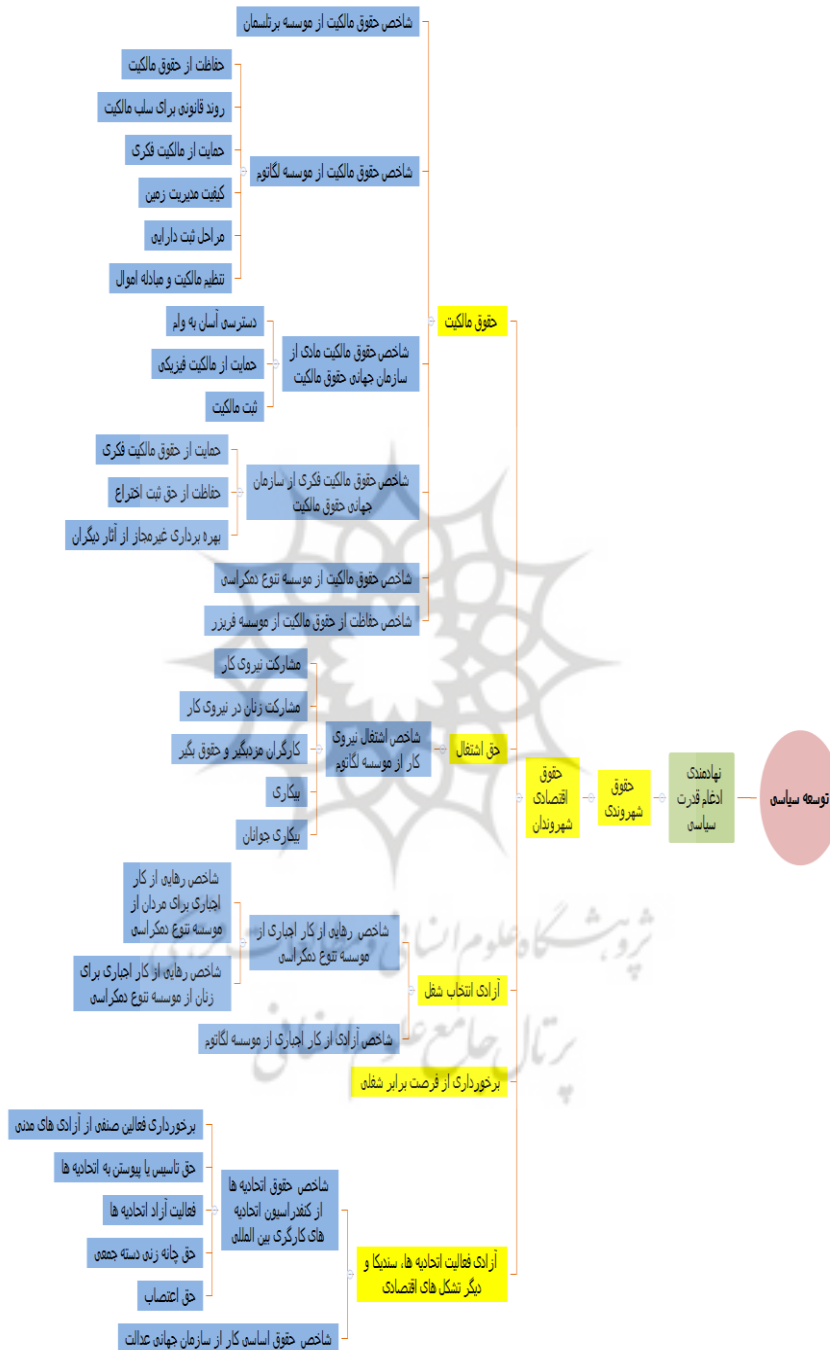 توسعه سیاسی
نهادمندی
ادغام قدرت
سیاسی
حقوق
شهروندی
حقوق
اقتصادی
شهروندان
حقوق مالکیت
شاخص حقوق مالکیت از موسسه برتلسمان
شاخص حقوق مالکیت از موسسه لگاتوم
حفاظت از حقوق مالکیت
روند قانونی برای سلب مالکیت
حمایت از مالکیت فکری
کیفیت مدیریت زمین
مراحل ثبت دارایی
تنظیم مالکیت و مبادله اموال
شاخص حقوق مالکیت مادی از
سازمان جهانی حقوق مالکیت
دسترسی آسان به وام
حمایت از مالکیت فیزیکی
ثبت مالکیت
شاخص حقوق مالکیت فکری از سازمان
جهانی حقوق مالکیت
حمایت از حقوق مالکیت فکری
حفاظت از حق ثبت اختراع
بهره برداری غیرمجاز از آثار دیگران
شاخص حقوق مالکیت از موسسه تنوع دمکراسی
شاخص حفاظت از حقوق مالکیت از موسسه فریزر
حق اشتغال
شاخص اشتغال نیروی
کار از موسسه لگاتوم
مشارکت نیروی کار
مشارکت زنان در نیروی کار
کارگران مزدبگیر و حقوق بگیر
بیکاری
بیکاری جوانان
آزادی انتخاب شغل
شاخص رهایی از کار اجباری از
موسسه تنوع دمکراسی
شاخص رهایی از کار
اجباری برای مردان از
موسسه تنوع دمکراسی
شاخص رهایی از کار اجباری برای
زنان از موسسه تنوع دمکراسی
شاخص آزادی از کار اجباری از موسسه لگاتوم
برخورداری از فرصت برابر شغلی
آزادی فعالیت اتحادیه ها، سندیکا و
دیگر تشکل های اقتصادی
شاخص حقوق اتحادیه ها
از کنفدراسیون اتحادیه
های کارگری بین المللی
برخورداری فعالین صنفی از آزادی های مدنی
حق تاسیس یا پیوستن به اتحادیه ها
فعالیت آزاد اتحادیه ها
حق چانه زنی دسته جمعی
حق اعتصاب
شاخص حقوق اساسی کار از سازمان جهانی عدالت
پژوهشگاه علوم انسانی و مطالعات فرهنگی
پرتال جامع علوم انسانی